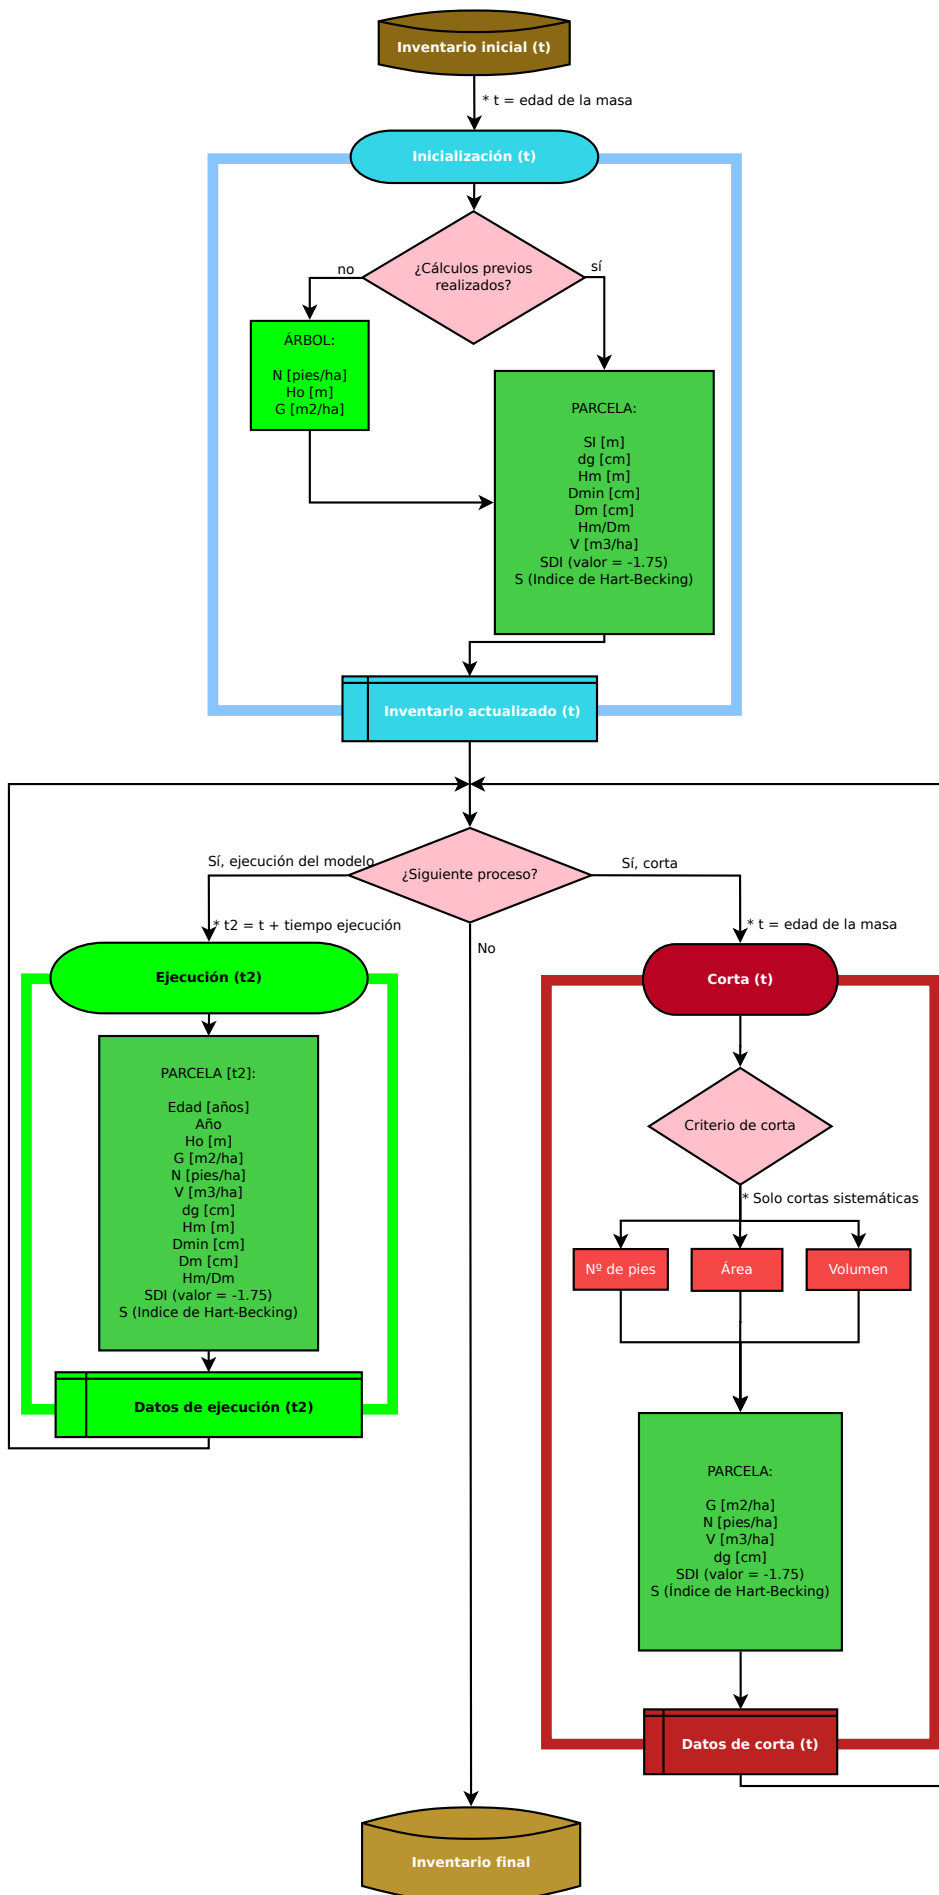 Inventario inicial (t)
* t = edad de la masa
Inicialización (t)
¿Cálculos previos
realizados?
no
sí
ÁRBOL:
N [pies/ha]
Ho [m]
G [m2/ha]
PARCELA:
SI [m]
dg [cm]
Hm [m]
Dmin [cm]
Dm [cm]
Hm/Dm
V [m3/ha]
SDI (valor = -1.75)
S (Indice de Hart-Becking)
Inventario actualizado (t)
¿Siguiente proceso?
Sí, ejecución del modelo
Sí, corta
No
* t2 = t + tiempo ejecución
Ejecución (t2)
PARCELA [t2]:
Edad [años]
Año
Ho [m]
G [m2/ha]
N [pies/ha]
V [m3/ha]
dg [cm]
Hm [m]
Dmin [cm]
Dm [cm]
Hm/Dm
SDI (valor = -1.75)
S (Indice de Hart-Becking)
Datos de ejecución (t2)
* t = edad de la masa
Corta (t)
Criterio de corta
* Solo cortas sistemáticas
Nº de pies
Área
Volumen
PARCELA:
G [m2/ha]
N [pies/ha]
V [m3/ha]
dg [cm]
SDI (valor = -1.75)
S (Índice de Hart-Becking)
Datos de corta (t)
Inventario final